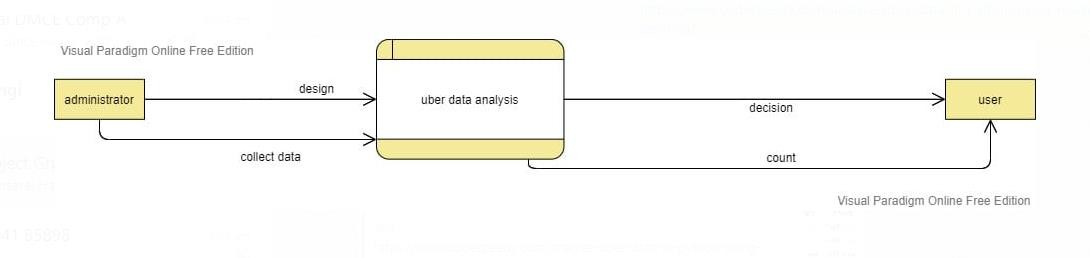 Visual Paradigm Online Free Edition
administrator
design
collect data
uber data analysis
decision
count
user
Visual Paradigm Online Free Edition